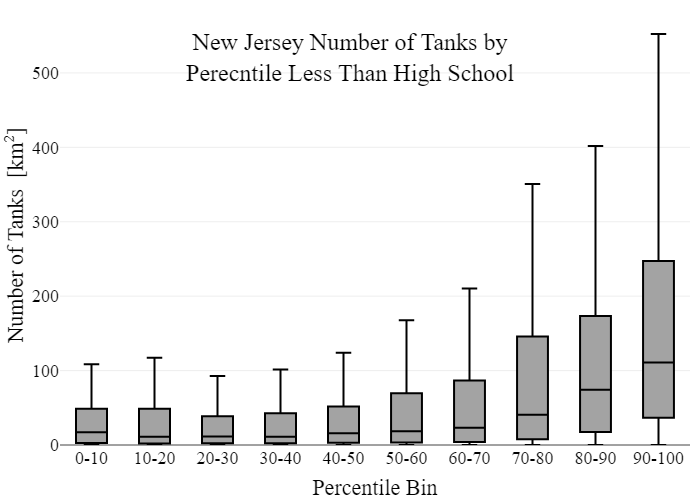 New Jersey Number of Tanks by
Perecntile Less Than High School
Number of Tanks [km²]
500
400
300
200
100
0
0-10 10-20 20-30 30-40 40-50 50-60 60-70 70-80 80-90 90-100
Percentile Bin